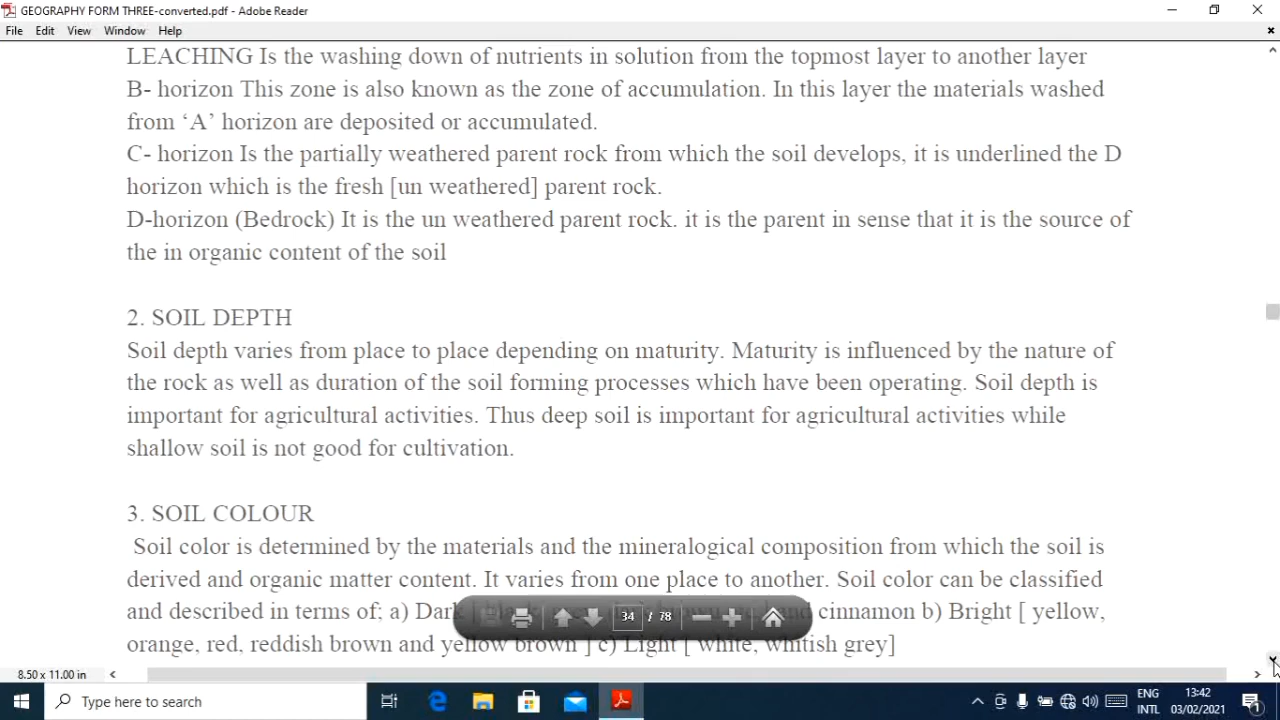 GEOGRAPHY FORM THREE-converted.pdf - Adobe Reader
File Edit View Window Help
LEACHING Is the washing down of nutrients in solution from the topmost layer to another layer
B- horizon This zone is also known as the zone of accumulation. In this layer the materials washed
from ‘A’ horizon are deposited or accumulated.
C- horizon Is the partially weathered parent rock from which the soil develops, it is underlined the D
horizon which is the fresh [un weathered] parent rock.
D-horizon (Bedrock) It is the un weathered parent rock. it is the parent in sense that it is the source of
the in organic content of the soil
2. SOIL DEPTH
Soil depth varies from place to place depending on maturity. Maturity is influenced by the nature of
the rock as well as duration of the soil forming processes which have been operating. Soil depth is
important for agricultural activities. Thus deep soil is important for agricultural activities while
shallow soil is not good for cultivation.
3. SOIL COLOUR
Soil color is determined by the materials and the mineralogical composition from which the soil is
derived and organic matter content. It varies from one place to another. Soil color can be classified
and described in terms of; a) Dark [ cinnamon b) Bright [ yellow,
34 / 78
orange, red, reddish brown and yellow brown ] c) Light [ white, whitish grey]
8.50 x 11.00 in
Type here to search
ENG
INTL
13:42
03/02/2021
1